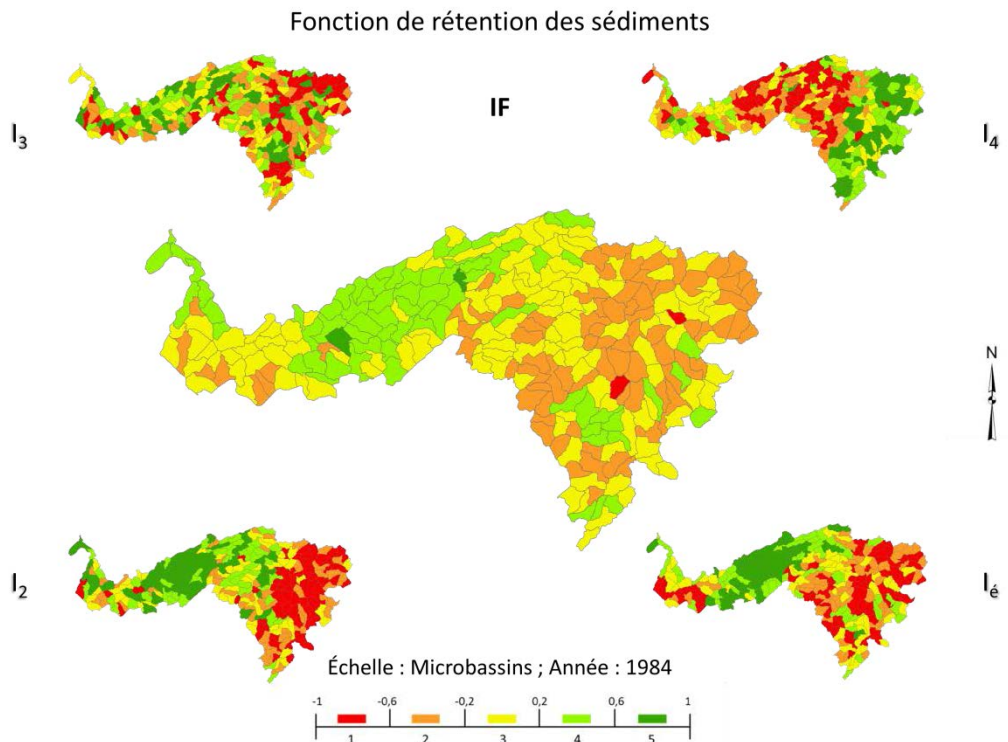 Fonction de rétention des sédiments
I3
IF
I4
N
I2
Ié
Échelle : Microbassins ; Année : 1984
-1 -0,6 -0,2 0,2 0,6 1
1 2 3 4 5